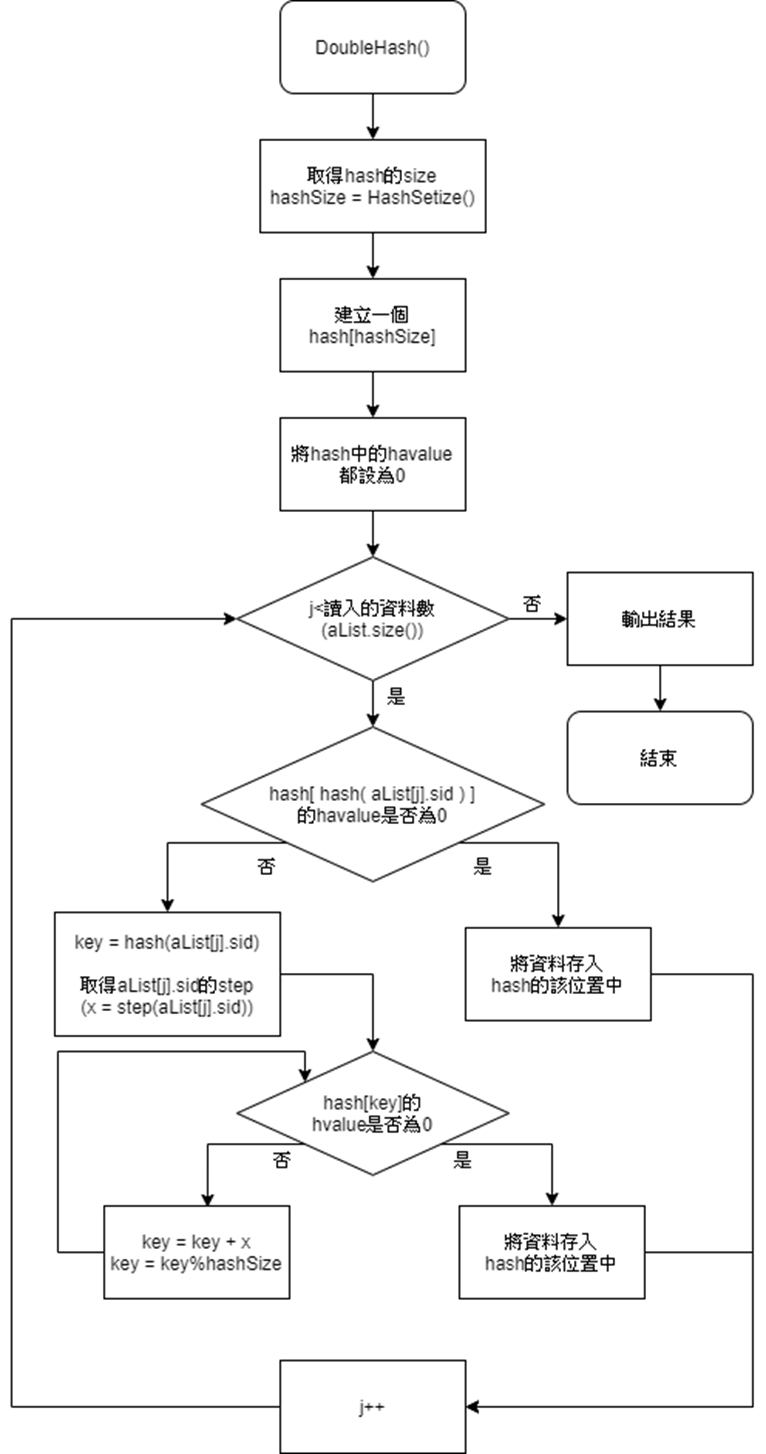 DoubleHash()
取得hash的size
hashSize = HashSetize()
建立一個
hash[hashSize]
將hash中的havalue
都設為0
j<讀入的資料數
(aList.size())
否
輸出結果
是
結束
hash[ hash( aList[j].sid ) ]
的havalue是否為0
否
是
key = hash(aList[j].sid)
取得aList[j].sid的step
(x = step(aList[j].sid))
將資料存入
hash的該位置中
hash[key]的
hvalue是否為0
否
是
key = key + x
key = key%hashSize
將資料存入
hash的該位置中
j++